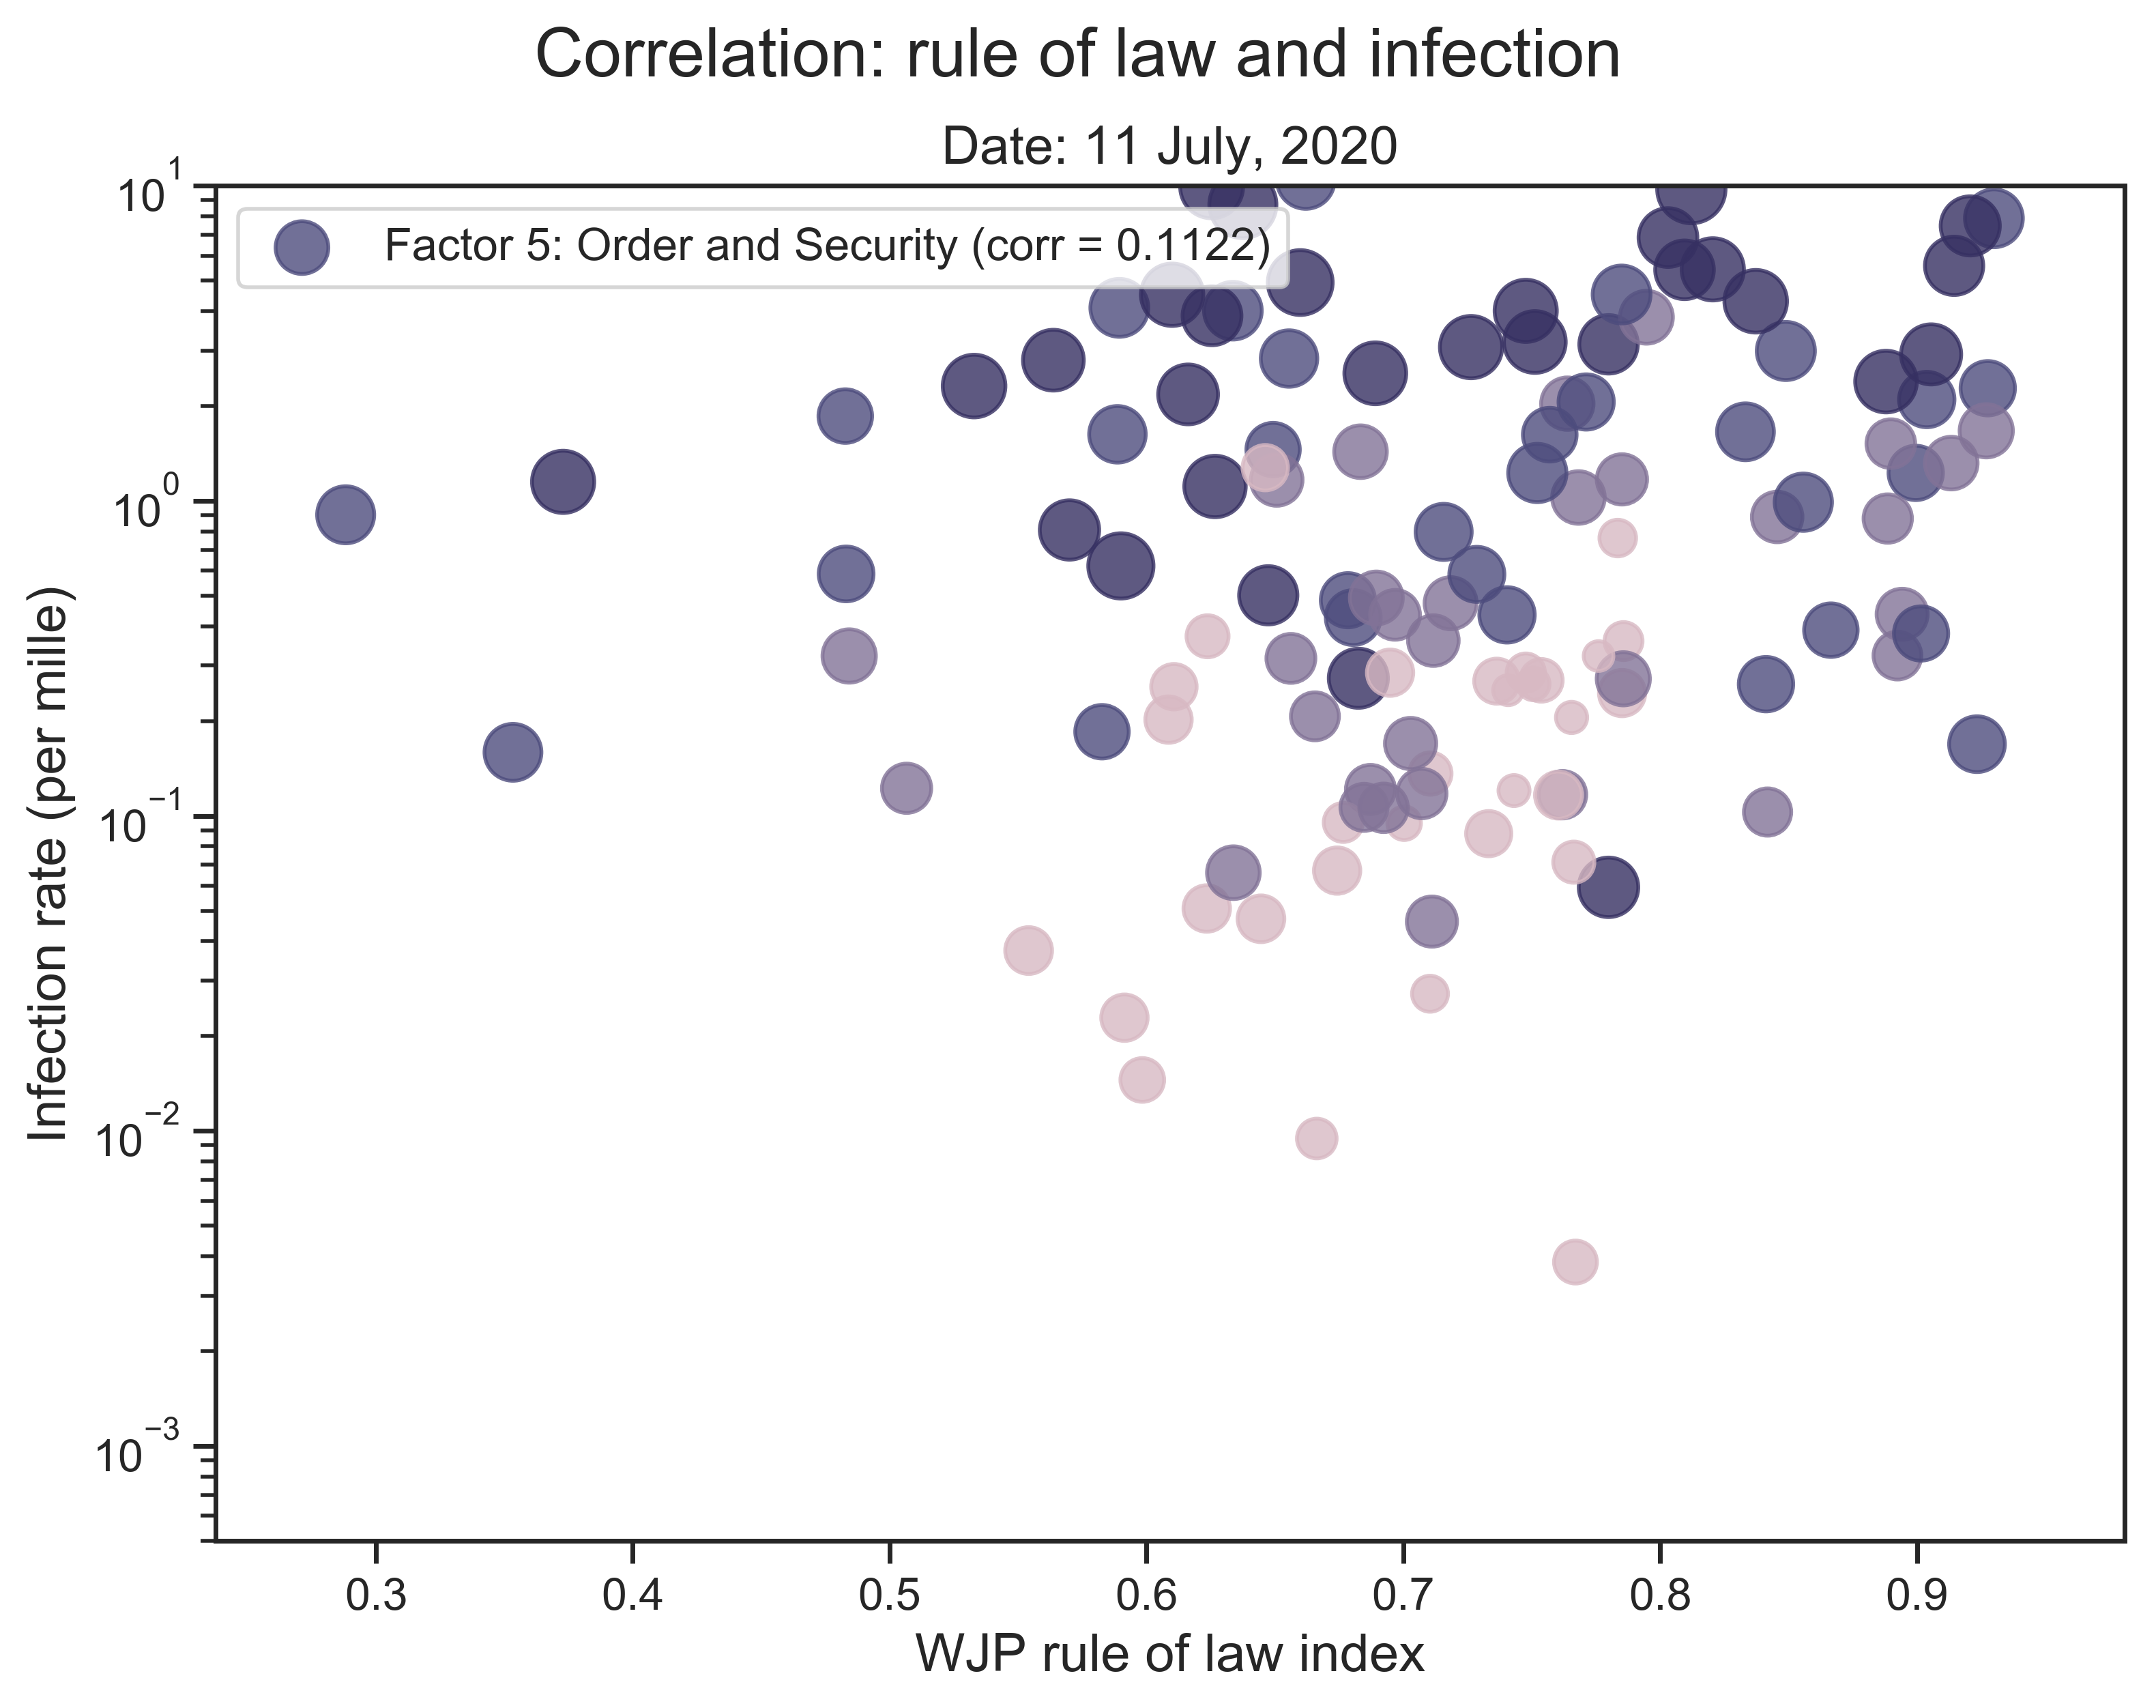 Correlation: rule of law and infection
Date: 11 July, 2020
Factor 5: Order and Security (corr = 0.1122)
Infection rate (per mille)
10^1
10^0
10^−1
10^−2
10^−3
0.3 0.4 0.5 0.6 0.7 0.8 0.9
WJP rule of law index